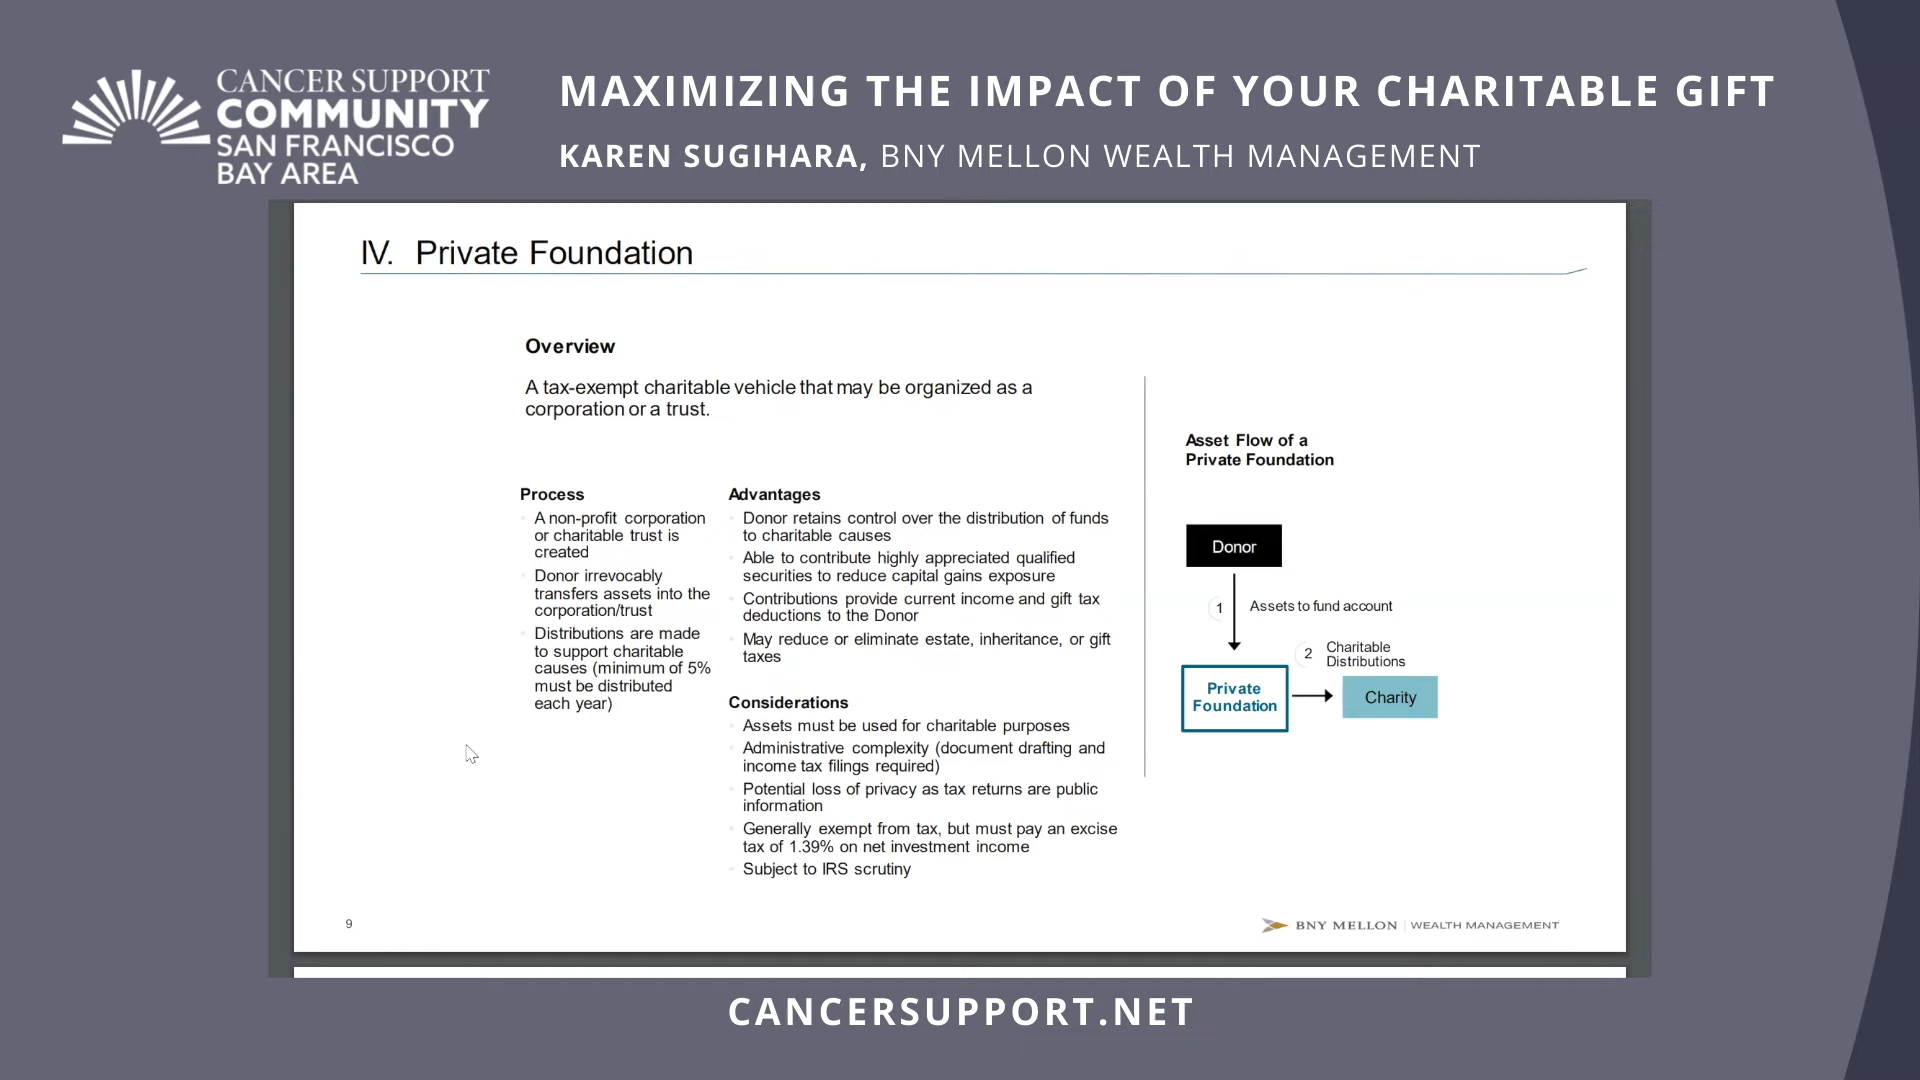 CANCER SUPPORT
COMMUNITY
SAN FRANCISCO
BAY AREA
MAXIMIZING THE IMPACT OF YOUR CHARITABLE GIFT
KAREN SUGIHARA, BNY MELLON WEALTH MANAGEMENT
IV. Private Foundation
Overview
A tax-exempt charitable vehicle that may be organized as a
corporation or a trust.
Process
A non-profit corporation
or charitable trust is
created
Donor irrevocably
transfers assets into the
corporation/trust
Distributions are made
to support charitable
causes (minimum of 5%
must be distributed
each year)
Advantages
Donor retains control over the distribution of funds
to charitable causes
Able to contribute highly appreciated qualified
securities to reduce capital gains exposure
Contributions provide current income and gift tax
deductions to the Donor
May reduce or eliminate estate, inheritance, or gift
taxes
Considerations
Assets must be used for charitable purposes
Administrative complexity (document drafting and
income tax filings required)
Potential loss of privacy as tax returns are public
information
Generally exempt from tax, but must pay an excise
tax of 1.39% on net investment income
Subject to IRS scrutiny
Asset Flow of a
Private Foundation
Donor
1 Assets to fund account
2 Charitable
Distributions
Private
Foundation
Charity
9
BNY MELLON | WEALTH MANAGEMENT
CANCERSUPPORT.NET